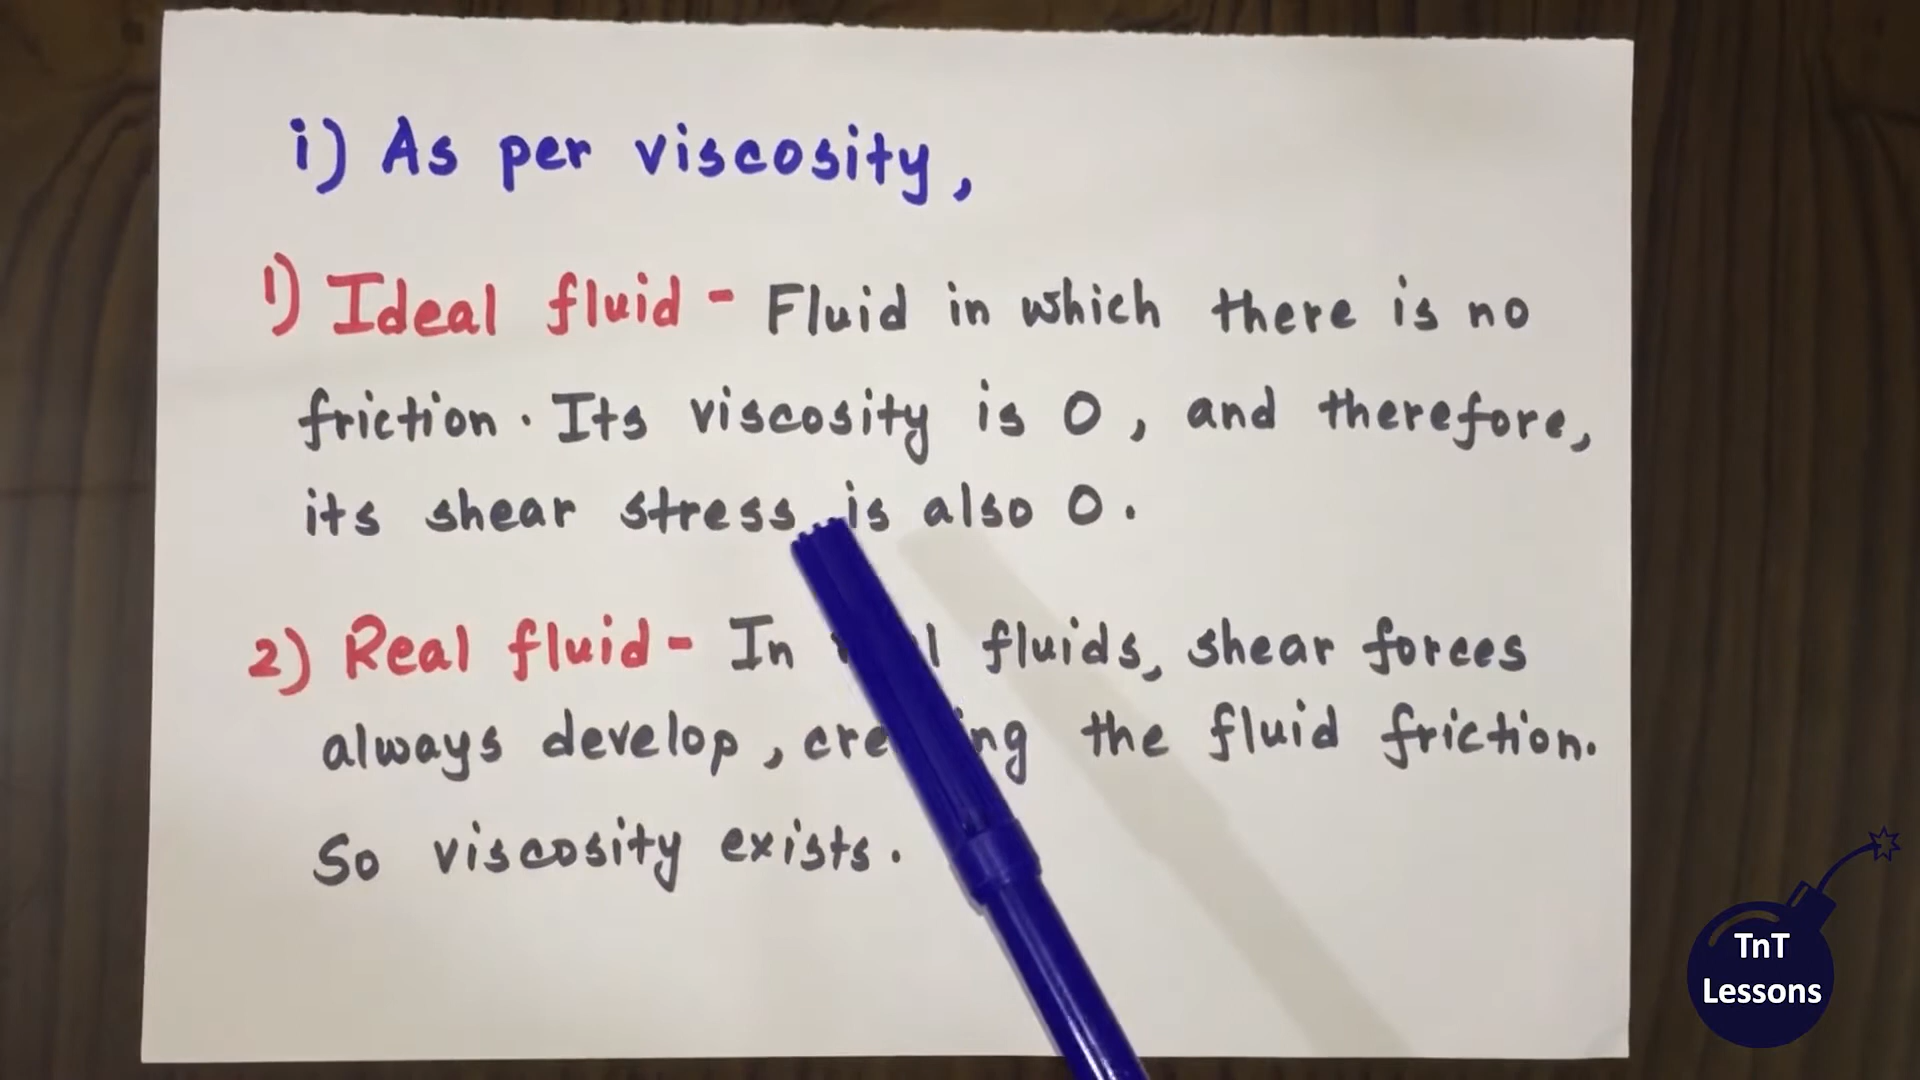 i) As per viscosity,
1) Ideal fluid - Fluid in which there is no
friction. Its viscosity is 0, and therefore,
its shear stress is also 0.
2) Real fluid - In fluids, shear forces
always develop, the fluid friction.
So viscosity exists.
TnT
Lessons